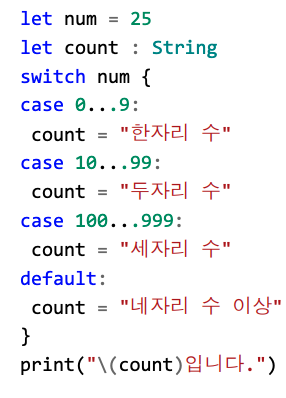 let num = 25
let count : String
switch num {
case 0...9:
 count = "한자리 수"
case 10...99:
 count = "두자리 수"
case 100...999:
 count = "세자리 수"
default:
 count = "네자리 수 이상"
}
print("\(count)입니다.")